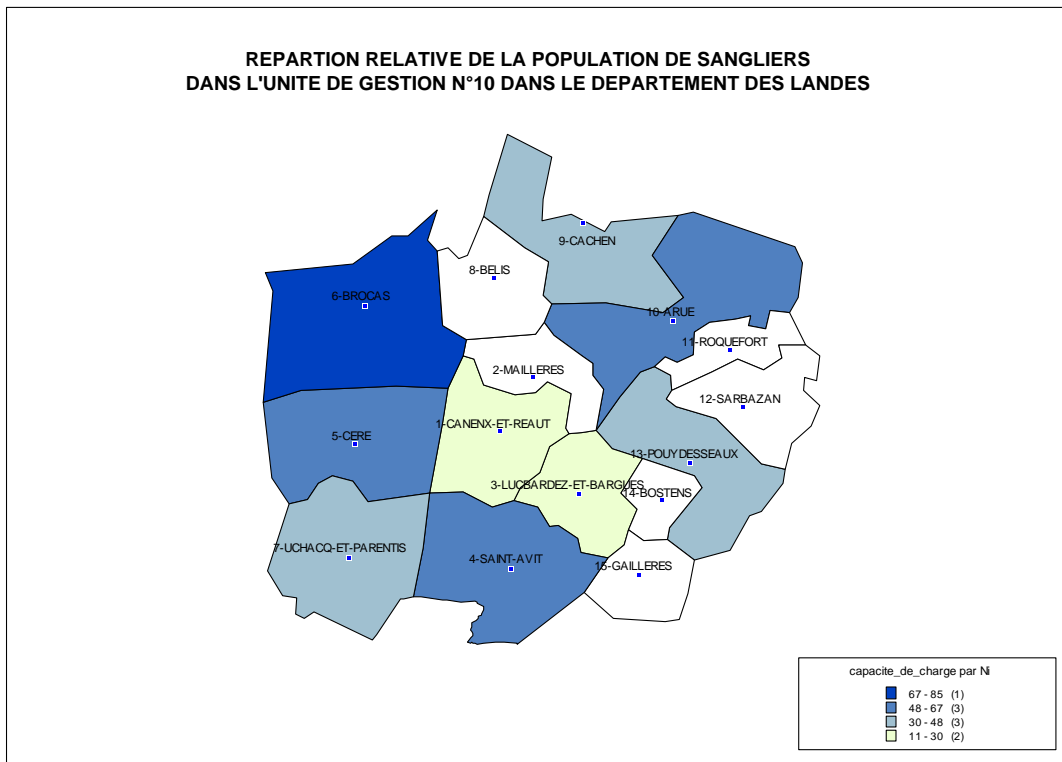 REPARTION RELATIVE DE LA POPULATION DE SANGLIERS
DANS L'UNITE DE GESTION N°10 DANS LE DEPARTEMENT DES LANDES
9-CACHEN
8-BELIS
6-BROCAS
10-ARUE
11-ROQUEFORT
2-MAILLERES
12-SARBAZAN
1-CANENX-ET-REAUT
5-CERE
13-POUYDESSEAUX
3-LUCBARDEZ-ET-BARGUES
14-BOSTENS
7-UCHACQ-ET-PARENTIS
4-SAINT-AVIT
15-GAILLERES
capacite_de_charge par Ni
67 - 85 (1)
48 - 67 (3)
30 - 48 (3)
11 - 30 (2)